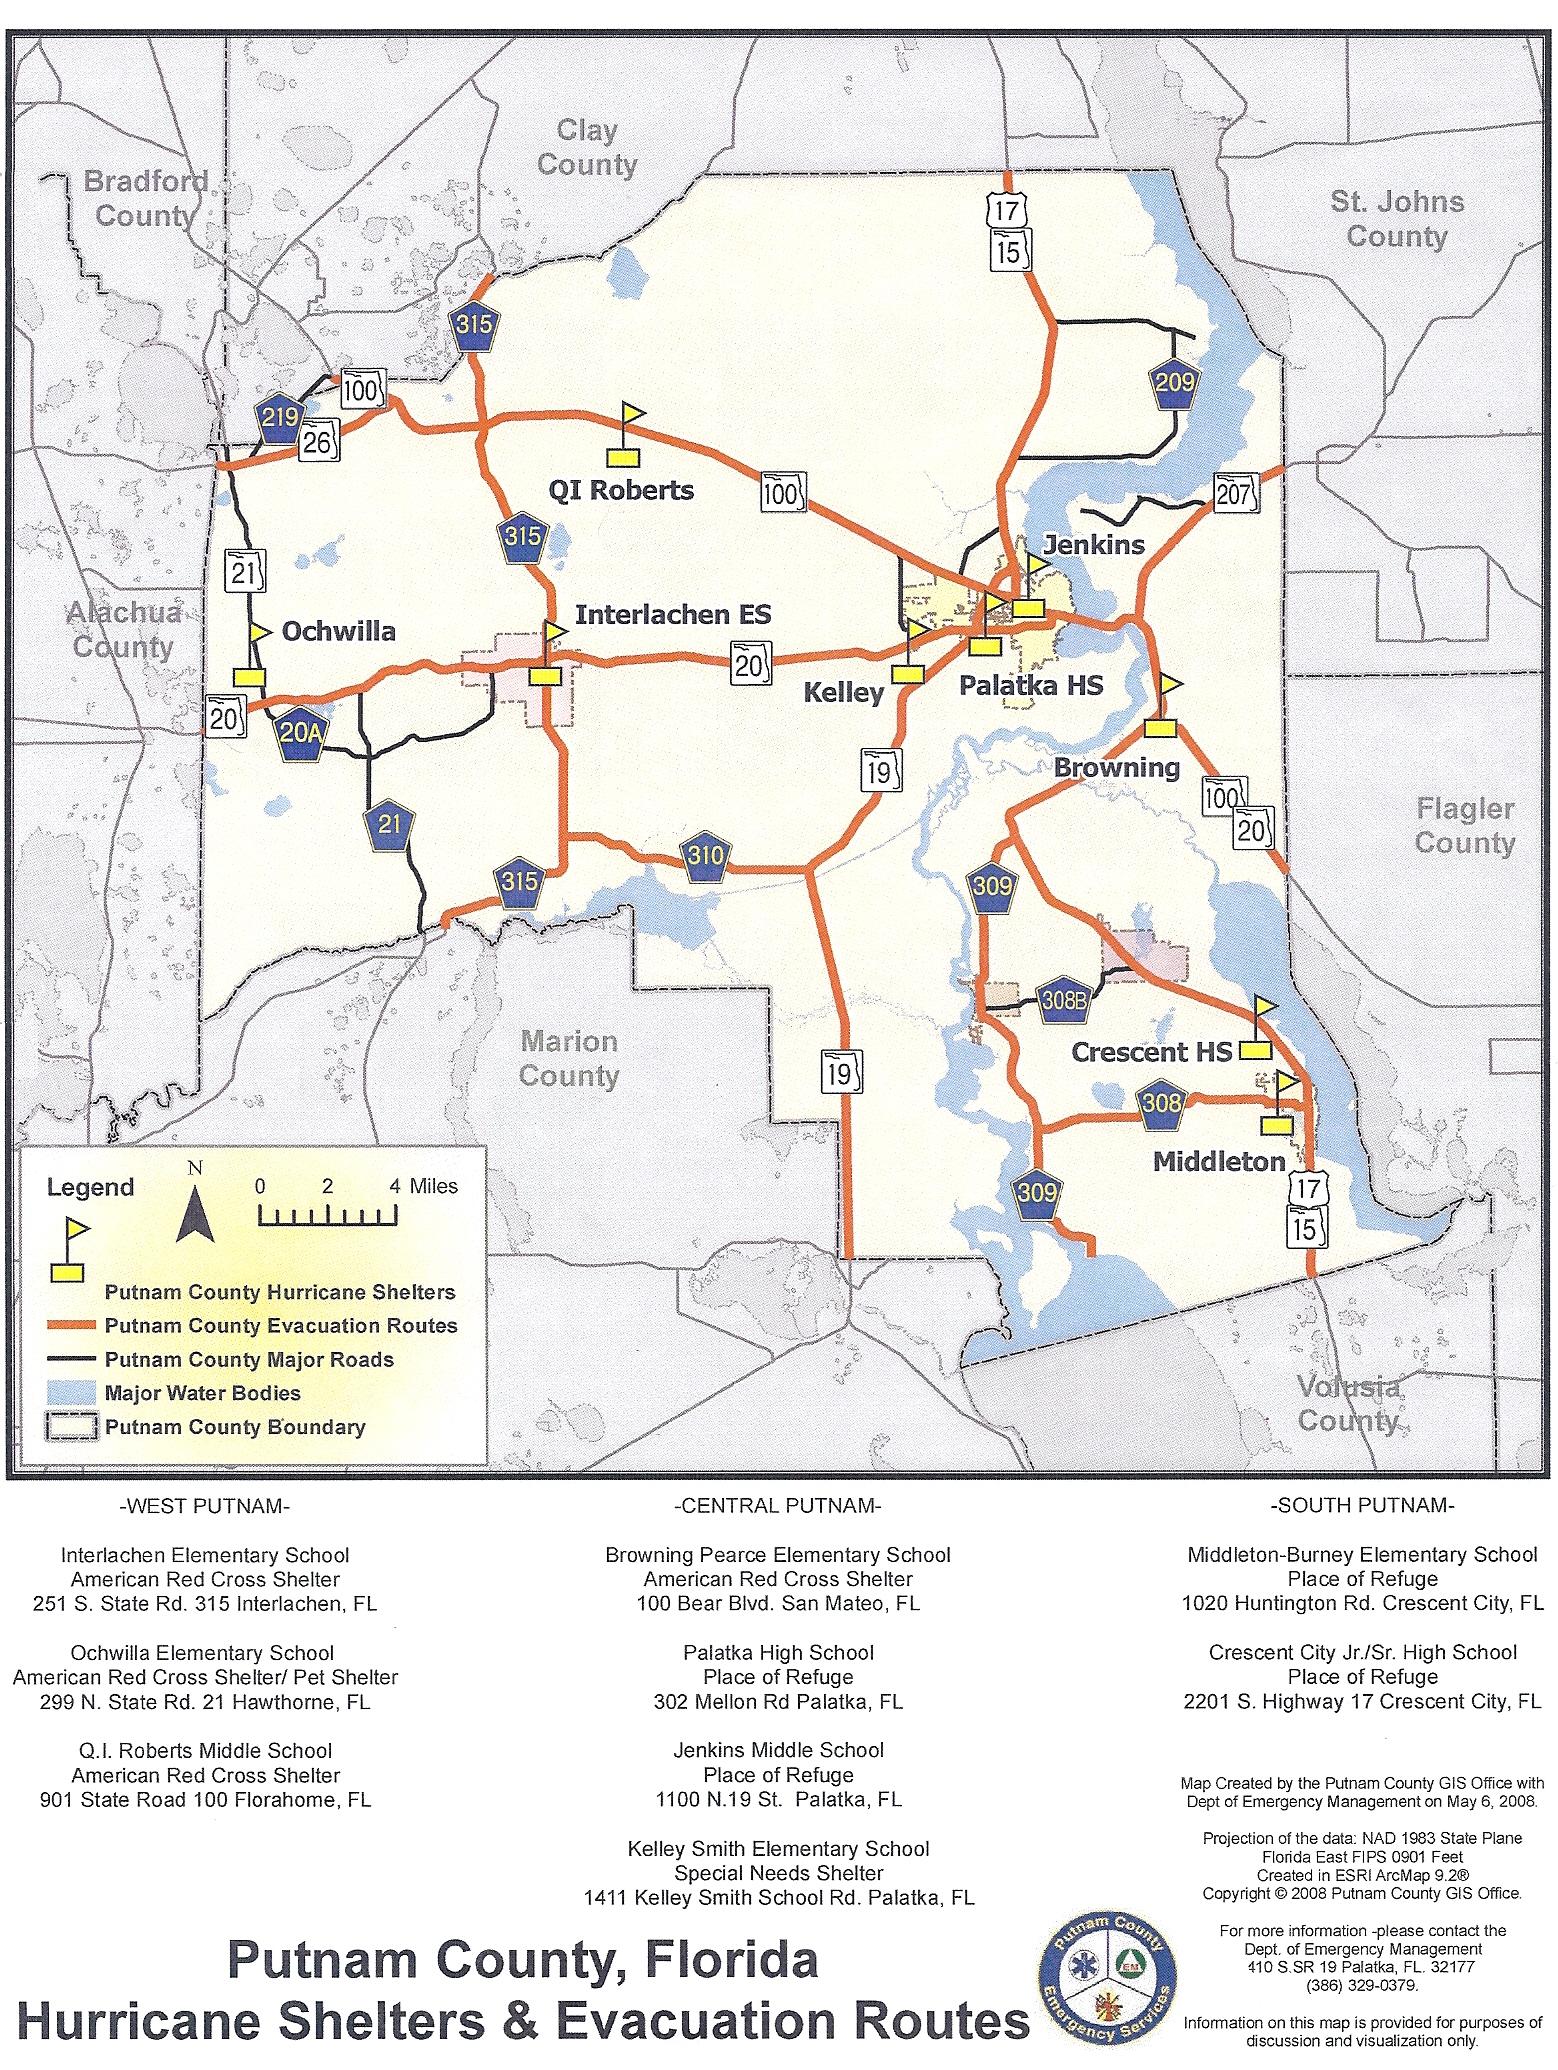 Clay
County
Bradford
County
St. Johns
County
17
15
315
100
219
26
209
QI Roberts
100
207
315
Jenkins
21
Alachua
County
Ochwilla
Interlachen ES
20
Kelley
Palatka HS
20
20A
19
Browning
100
20
Flagler
County
21
310
315
309
308B
Marion
County
Crescent HS
19
308
Middleton
309
17
15
Volusia
County
Legend
N
0 2 4 Miles
Putnam County Hurricane Shelters
Putnam County Evacuation Routes
Putnam County Major Roads
Major Water Bodies
Putnam County Boundary
-WEST PUTNAM-
Interlachen Elementary School
American Red Cross Shelter
251 S. State Rd. 315 Interlachen, FL
Ochwilla Elementary School
American Red Cross Shelter/ Pet Shelter
299 N. State Rd. 21 Hawthorne, FL
Q.I. Roberts Middle School
American Red Cross Shelter
901 State Road 100 Florahome, FL
-CENTRAL PUTNAM-
Browning Pearce Elementary School
American Red Cross Shelter
100 Bear Blvd. San Mateo, FL
Palatka High School
Place of Refuge
302 Mellon Rd Palatka, FL
Jenkins Middle School
Place of Refuge
1100 N.19 St. Palatka, FL
Kelley Smith Elementary School
Special Needs Shelter
1411 Kelley Smith School Rd. Palatka, FL
-SOUTH PUTNAM-
Middleton-Burney Elementary School
Place of Refuge
1020 Huntington Rd. Crescent City, FL
Crescent City Jr./Sr. High School
Place of Refuge
2201 S. Highway 17 Crescent City, FL
Map Created by the Putnam County GIS Office with
Dept of Emergency Management on May 6, 2008.
Projection of the data: NAD 1983 State Plane
Florida East FIPS 0901 Feet
Created in ESRI ArcMap 9.2®
Copyright © 2008 Putnam County GIS Office.
For more information -please contact the
Dept. of Emergency Management
410 S.SR 19 Palatka, FL. 32177
(386) 329-0379.
Information on this map is provided for purposes of
discussion and visualization only.
Putnam County
EM
Emergency Services
Putnam County, Florida
Hurricane Shelters & Evacuation Routes